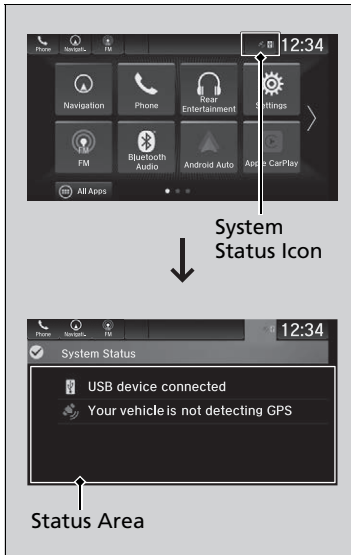 Phone Navigati.. FM 12:34
Navigation Phone Rear Entertainment Settings
FM Bluetooth Audio Android Auto Apple CarPlay
All Apps
System
Status Icon
Phone Navigati.. FM 12:34
System Status
USB device connected
Your vehicle is not detecting GPS
Status Area